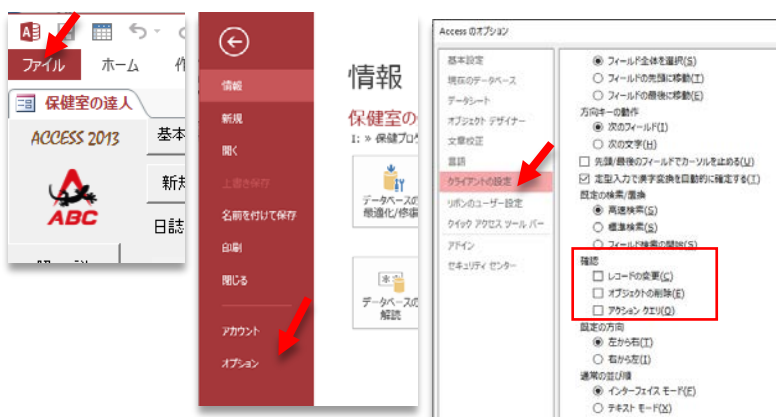 ファイル
ホーム
作
保健室の達人
ACCESS 2013
基本
新規
ABC
日誌
情報
新規
開く
上書き保存
名前を付けて保存
印刷
閉じる
アカウント
オプション
情報
保健室の
I: » 保健プログ
データベースの
最適化/修復
データベースの
解読
Access のオプション
基本設定
現在のデータベース
データシート
オブジェクト デザイナー
文章校正
言語
クライアントの設定
リボンのユーザー設定
クイック アクセス ツール バー
アドイン
セキュリティ センター
フィールド全体を選択(S)
フィールドの先頭に移動(T)
フィールドの最後に移動(E)
方向キーの動作
次のフィールド(I)
次の文字(H)
先頭/最後のフィールドでカーソルを止める(U)
定型入力で漢字変換を自動的に確定する(T)
既定の検索/置換
高速検索(S)
標準検索(S)
フィールド検索の開始(S)
確認
レコードの変更(C)
オブジェクトの削除(E)
アクション クエリ(O)
既定の方向
左から右(T)
右から左(I)
通常の並び順
インターフェイス モード(F)
テキスト モード(X)